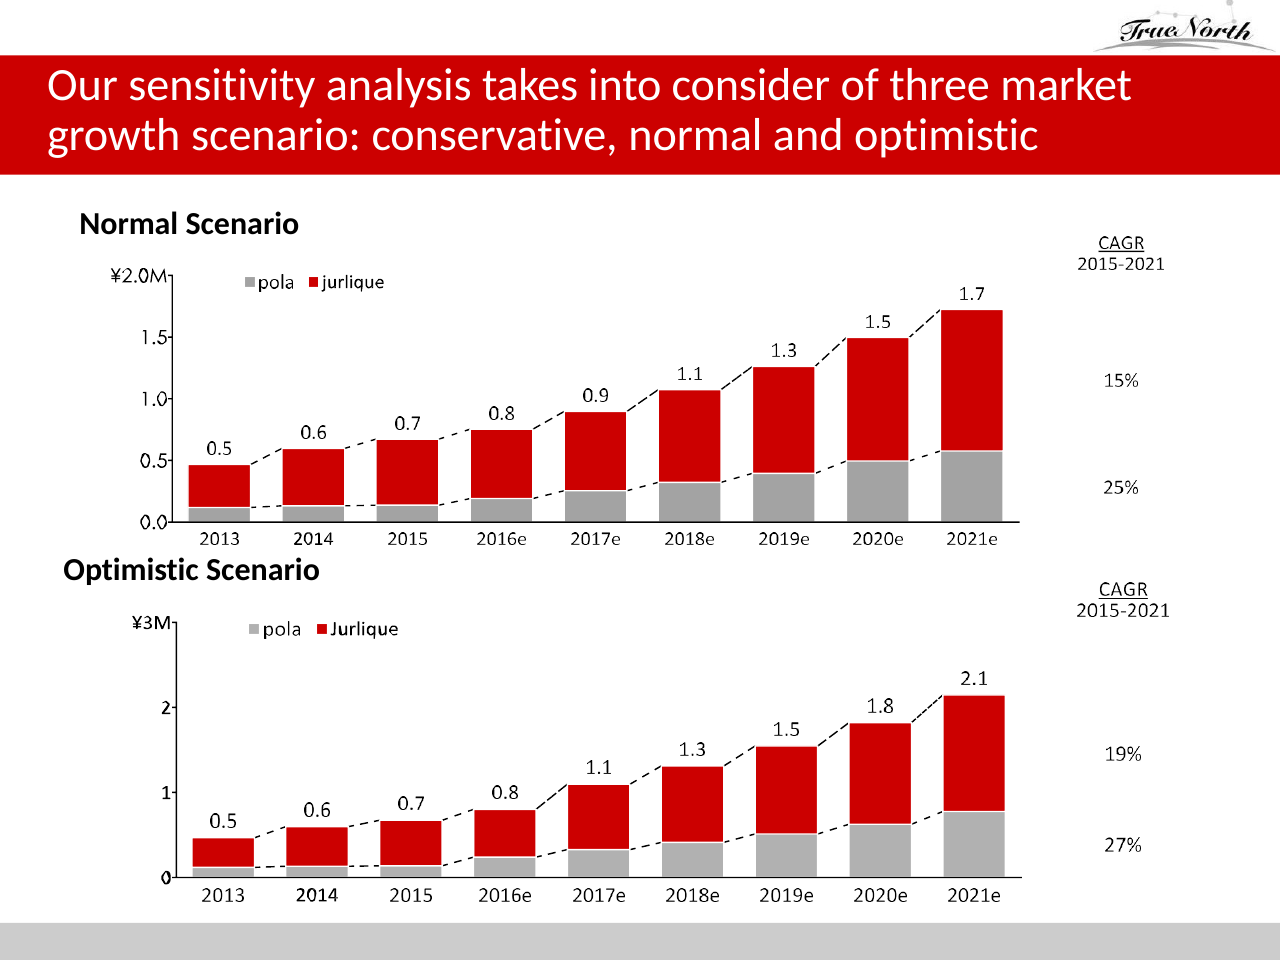 True North
Our sensitivity analysis takes into consider of three market
growth scenario: conservative, normal and optimistic
Normal Scenario
CAGR
2015-2021
¥2.0M
pola jurlique
1.7
1.5
1.5
1.3
1.1
15%
1.0
0.9
0.8
0.7
0.6
0.5
0.5
25%
0.0
2013 2014 2015 2016e 2017e 2018e 2019e 2020e 2021e
Optimistic Scenario
CAGR
2015-2021
¥3M
pola Jurlique
2.1
2
1.8
1.5
1.3
19%
1.1
1
0.8
0.7
0.6
0.5
27%
0
2013 2014 2015 2016e 2017e 2018e 2019e 2020e 2021e